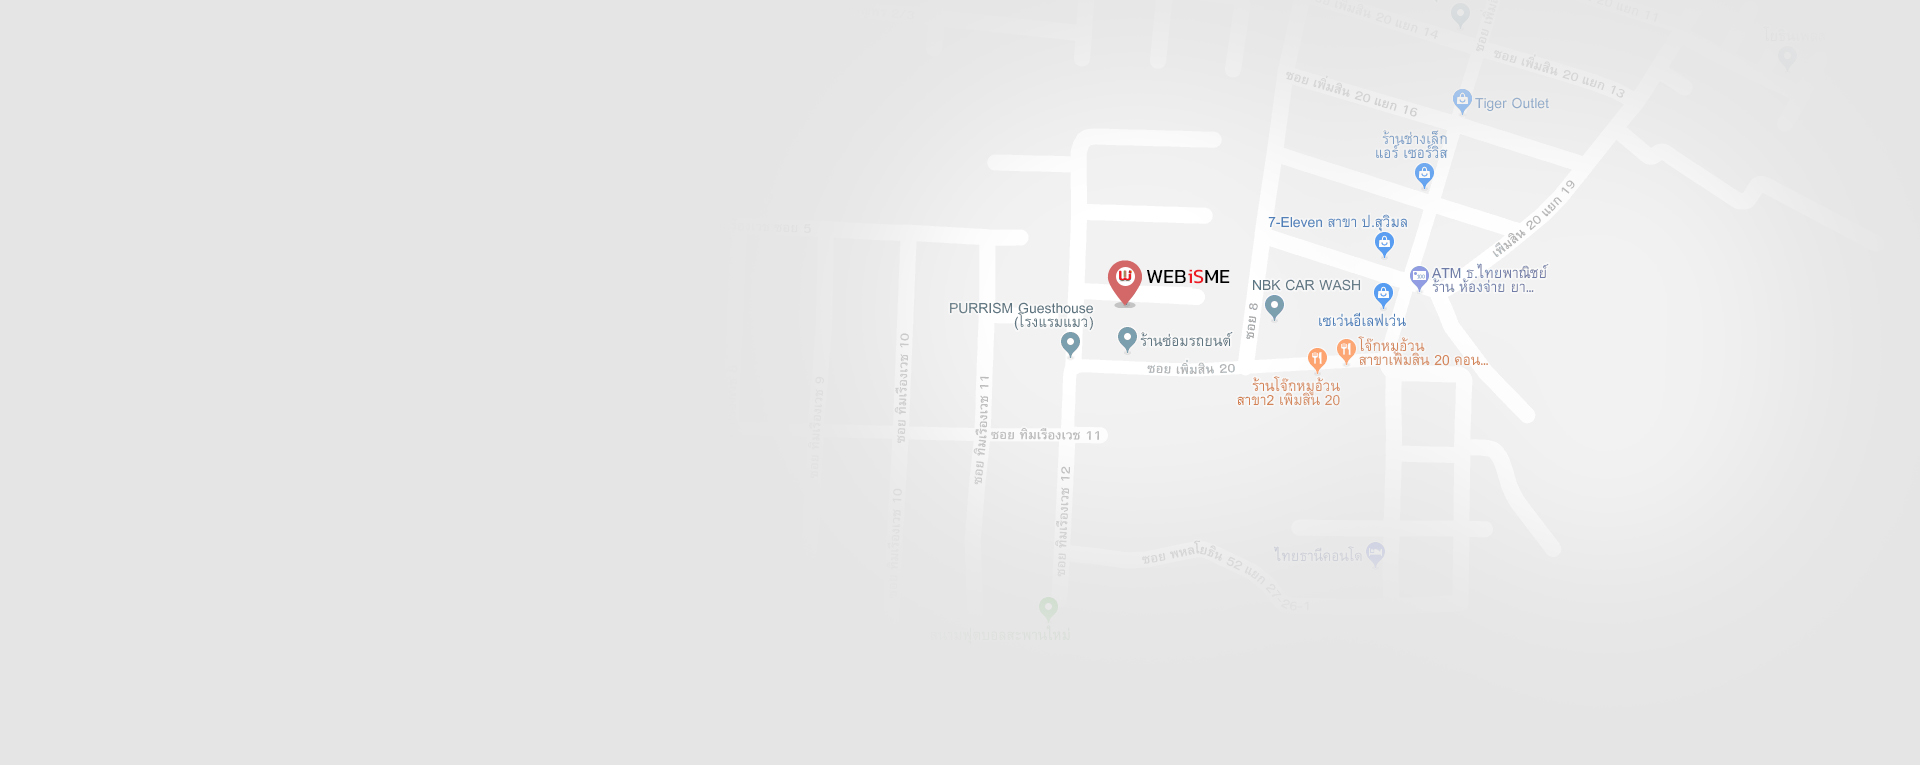 ซอย เพิ่มสิน 20 แยก 14
ซอย เพิ่มสิน 20 แยก 13
ซอย เพิ่มสิน 20 แยก 16
Tiger Outlet
ร้านช่างเล็ก
แอร์ เซอร์วิส
เพิ่มสิน 20 แยก 19
7-Eleven สาขา ป.สุวิมล
ATM ธ.ไทยพาณิชย์
ร้าน ห้องจ่าย ยา...
WEBiSME
NBK CAR WASH
PURRISM Guesthouse
(โรงแรมแมว)
เซเว่นอีเลฟเว่น
ซอย 8
ร้านซ่อมรถยนต์
โจ๊กหมูอ้วน
สาขาเพิ่มสิน 20 คอน...
ซอย เพิ่มสิน 20
ร้านโจ๊กหมูอ้วน
สาขา2 เพิ่มสิน 20
ซอย ทิมเรืองเวช 9
ซอย ทิมเรืองเวช 10
ซอย ทิมเรืองเวช 11
ซอย ทิมเรืองเวช 11
ซอย ทิมเรืองเวช 12
ซอย ทิมเรืองเวช 10
ซอย พหลโยธิน 52 แยก
ไทยธานีคอนโด